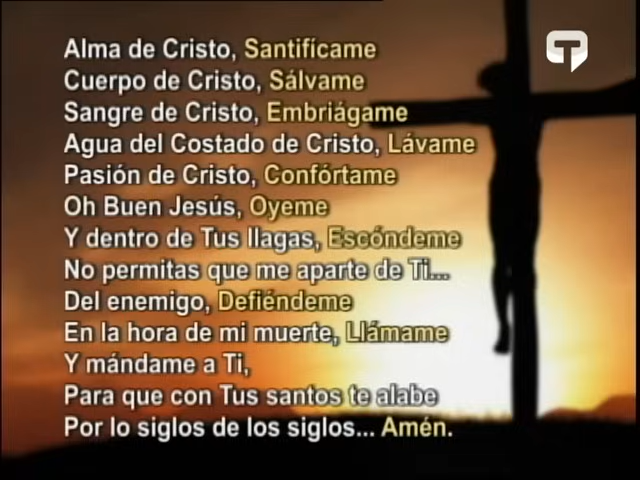 Alma de Cristo, Santifícame
Cuerpo de Cristo, Sálvame
Sangre de Cristo, Embriágame
Agua del Costado de Cristo, Lávame
Pasión de Cristo, Confórtame
Oh Buen Jesús, Oyeme
Y dentro de Tus llagas, Escóndeme
No permitas que me aparte de Ti...
Del enemigo, Defiéndeme
En la hora de mi muerte, Llámame
Y mándame a Ti,
Para que con Tus santos te alabe
Por lo siglos de los siglos... Amén.